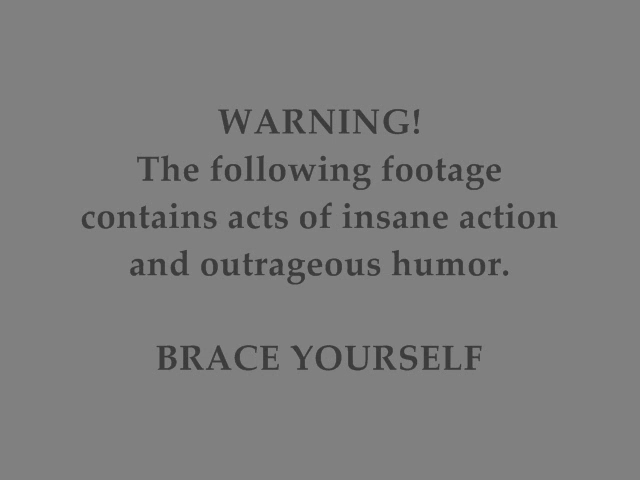 WARNING!
The following footage
contains acts of insane action
and outrageous humor.
BRACE YOURSELF